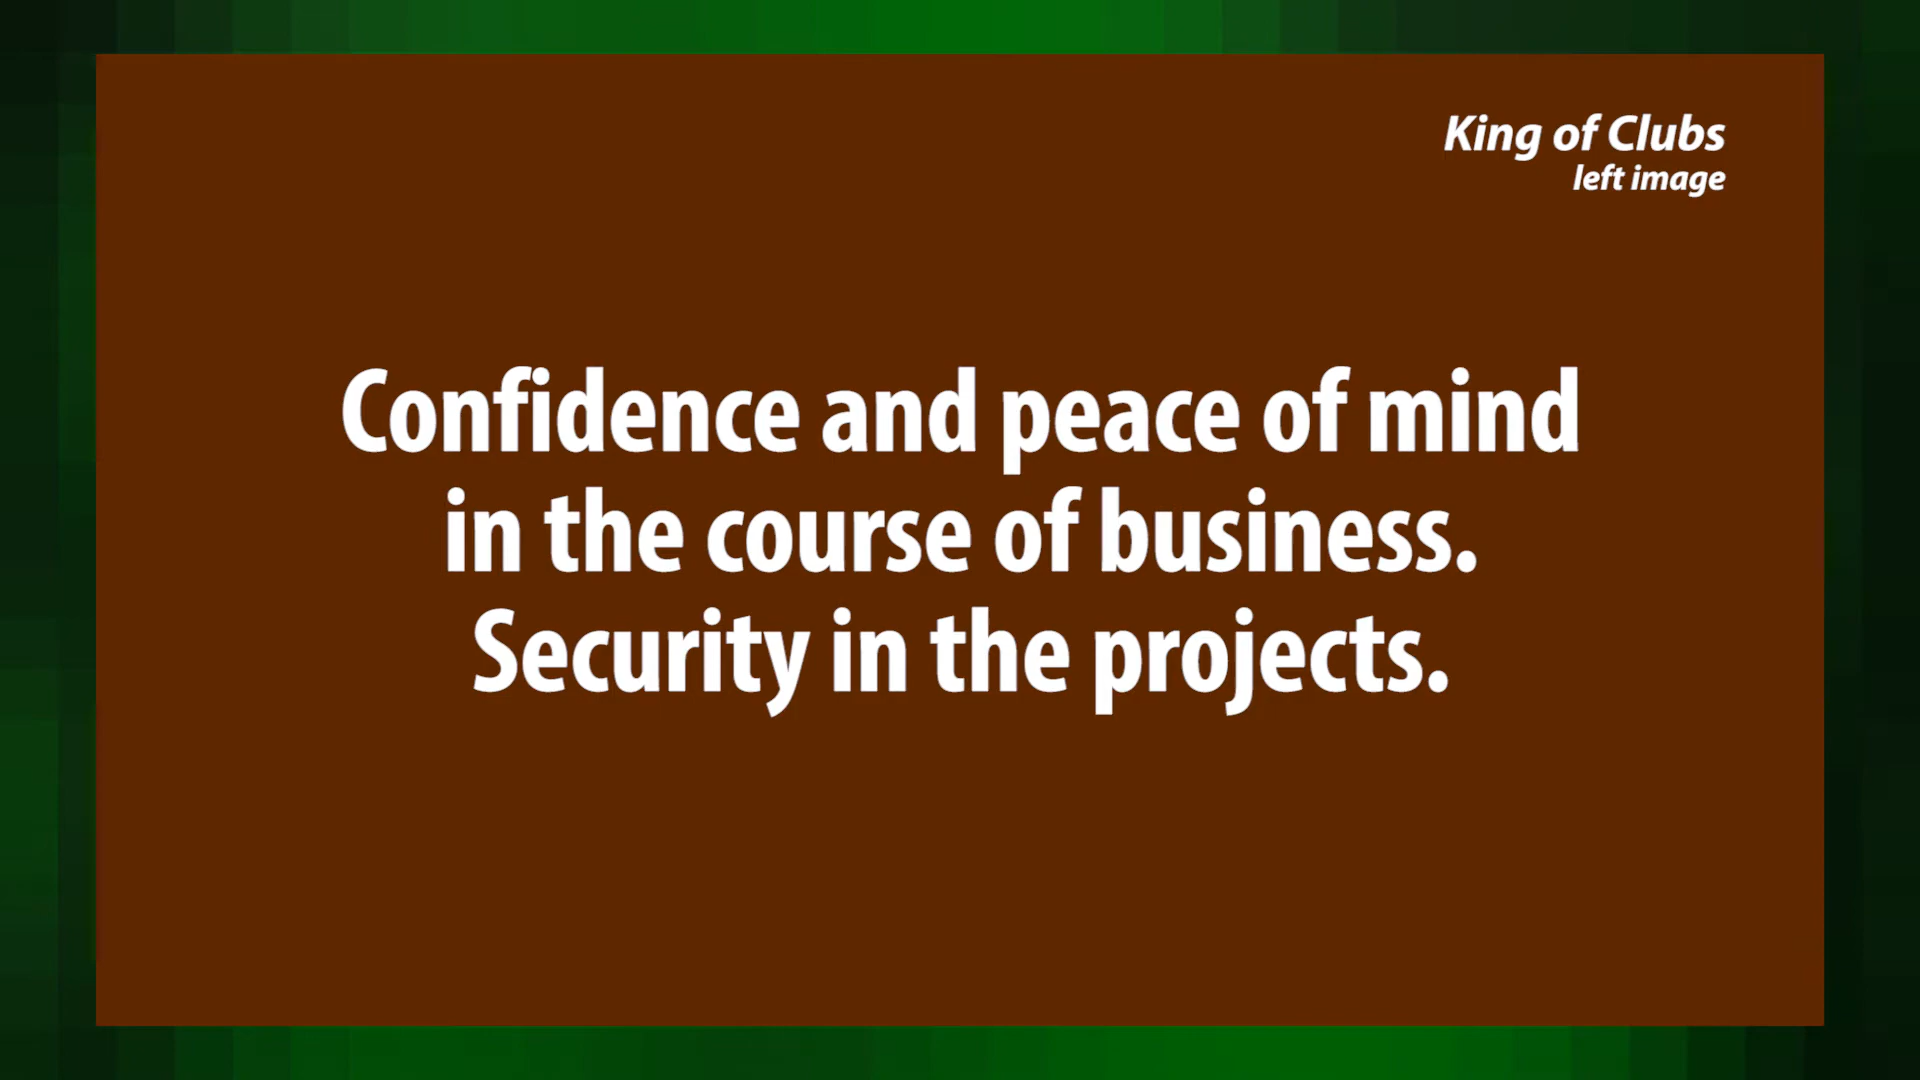 King of Clubs
left image
Confidence and peace of mind
in the course of business.
Security in the projects.